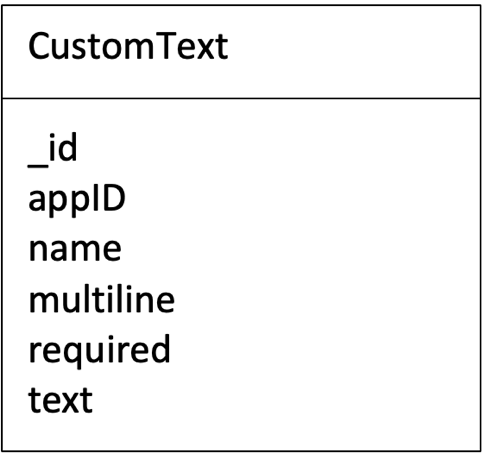 CustomText
_id
appID
name
multiline
required
text